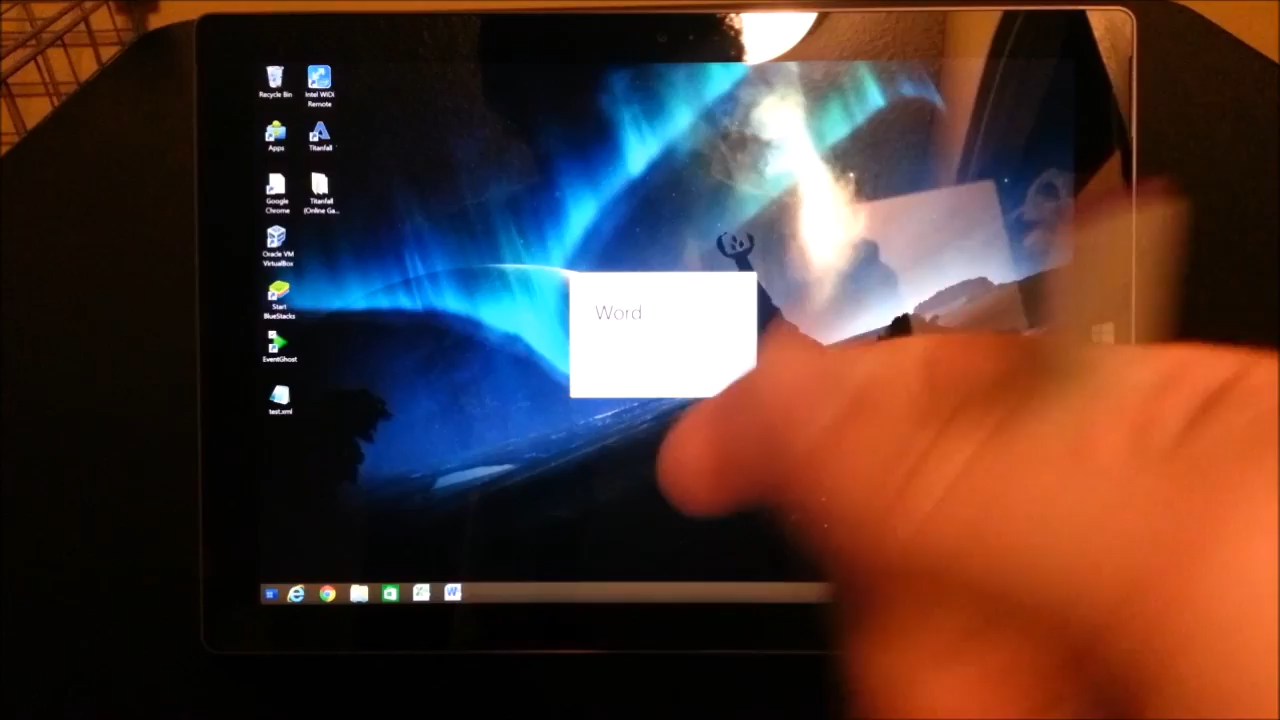 Recycle Bin
Intel WiDi
Remote
Apps
Titanfall
Google
Chrome
Titanfall
(Online Ga...
Oracle VM
VirtualBox
Start
BlueStacks
EventGhost
test.xml
Word